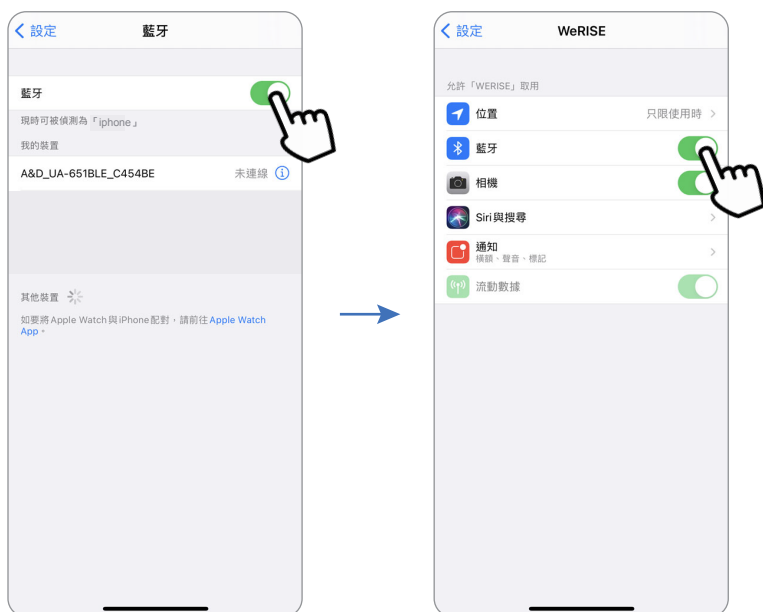 設定
藍牙
藍牙
現時可被偵測為「iphone」
我的裝置
A&D_UA-651BLE_C454BE
未連線
其他裝置
如要將Apple Watch與iPhone配對，請前往Apple Watch
App。
設定
WeRISE
允許「WERISE」取用
位置
只限使用時
藍牙
相機
Siri與搜尋
通知
橫額、聲音、標記
流動數據